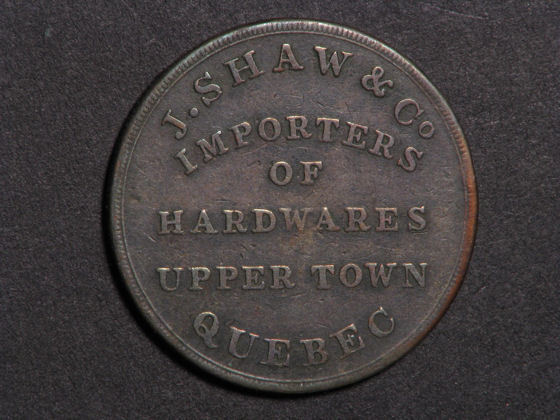 J. SHAW & Co
IMPORTERS
OF
HARDWARES
UPPER TOWN
QUEBEC